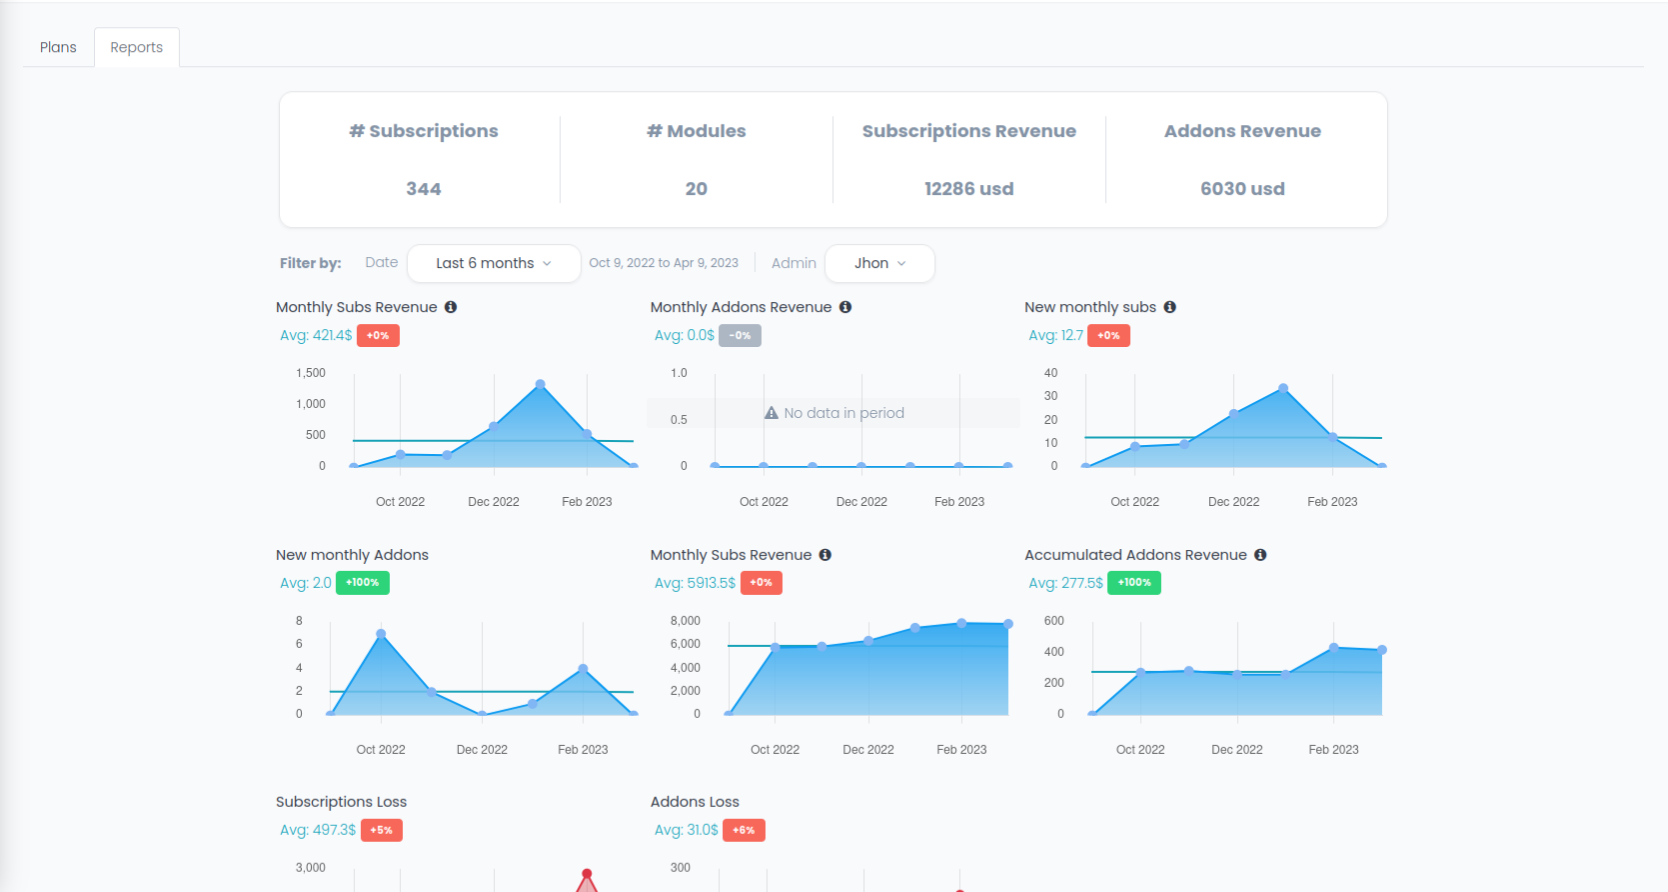 Plans Reports
# Subscriptions # Modules Subscriptions Revenue Addons Revenue
344 20 12286 usd 6030 usd
Filter by: Date Last 6 months Oct 9, 2022 to Apr 9, 2023 Admin Jhon
Monthly Subs Revenue
Avg: 421.4$ +0%
1,500
1,000
500
0
Oct 2022 Dec 2022 Feb 2023
Monthly Addons Revenue
Avg: 0.0$ -0%
1.0
No data in period
0.5
0
Oct 2022 Dec 2022 Feb 2023
New monthly subs
Avg: 12.7 +0%
40
30
20
10
0
Oct 2022 Dec 2022 Feb 2023
New monthly Addons
Avg: 2.0 +100%
8
6
4
2
0
Oct 2022 Dec 2022 Feb 2023
Monthly Subs Revenue
Avg: 5913.5$ +0%
8,000
6,000
4,000
2,000
0
Oct 2022 Dec 2022 Feb 2023
Accumulated Addons Revenue
Avg: 277.5$ +100%
600
400
200
0
Oct 2022 Dec 2022 Feb 2023
Subscriptions Loss
Avg: 497.3$ +5%
3,000
Addons Loss
Avg: 31.0$ +6%
300